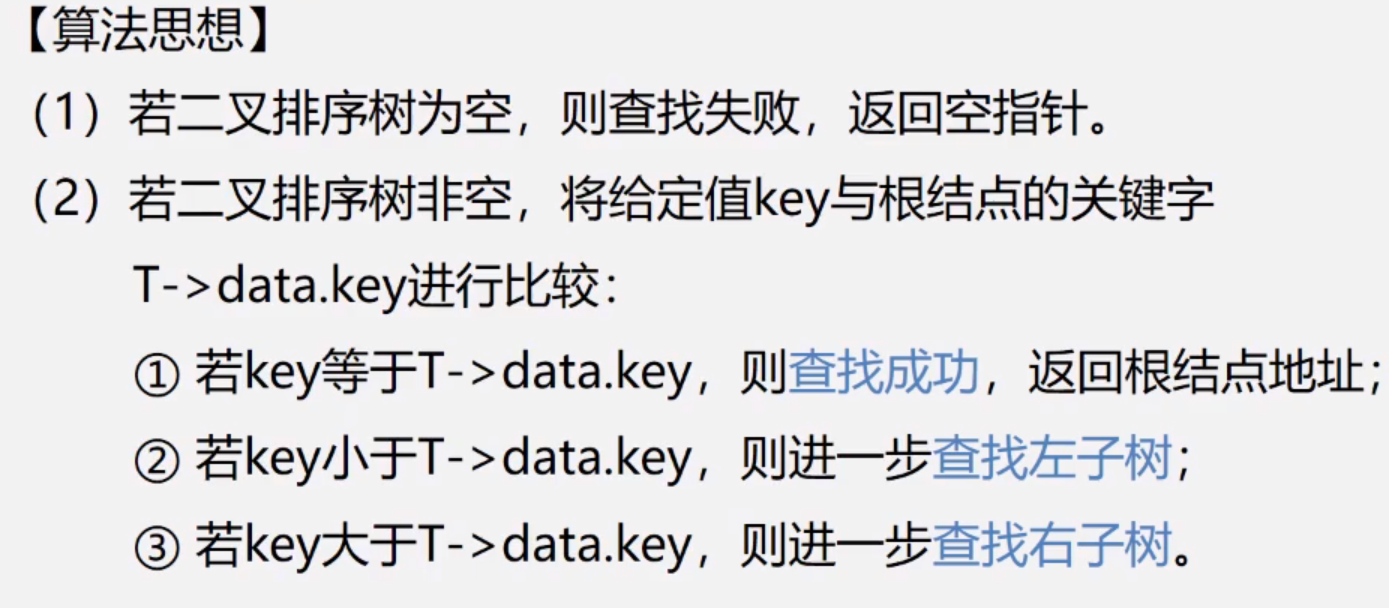 【算法思想】
（1）若二叉排序树为空，则查找失败，返回空指针。
（2）若二叉排序树非空，将给定值key与根结点的关键字
T->data.key进行比较：
① 若key等于T->data.key，则查找成功，返回根结点地址；
② 若key小于T->data.key，则进一步查找左子树；
③ 若key大于T->data.key，则进一步查找右子树。